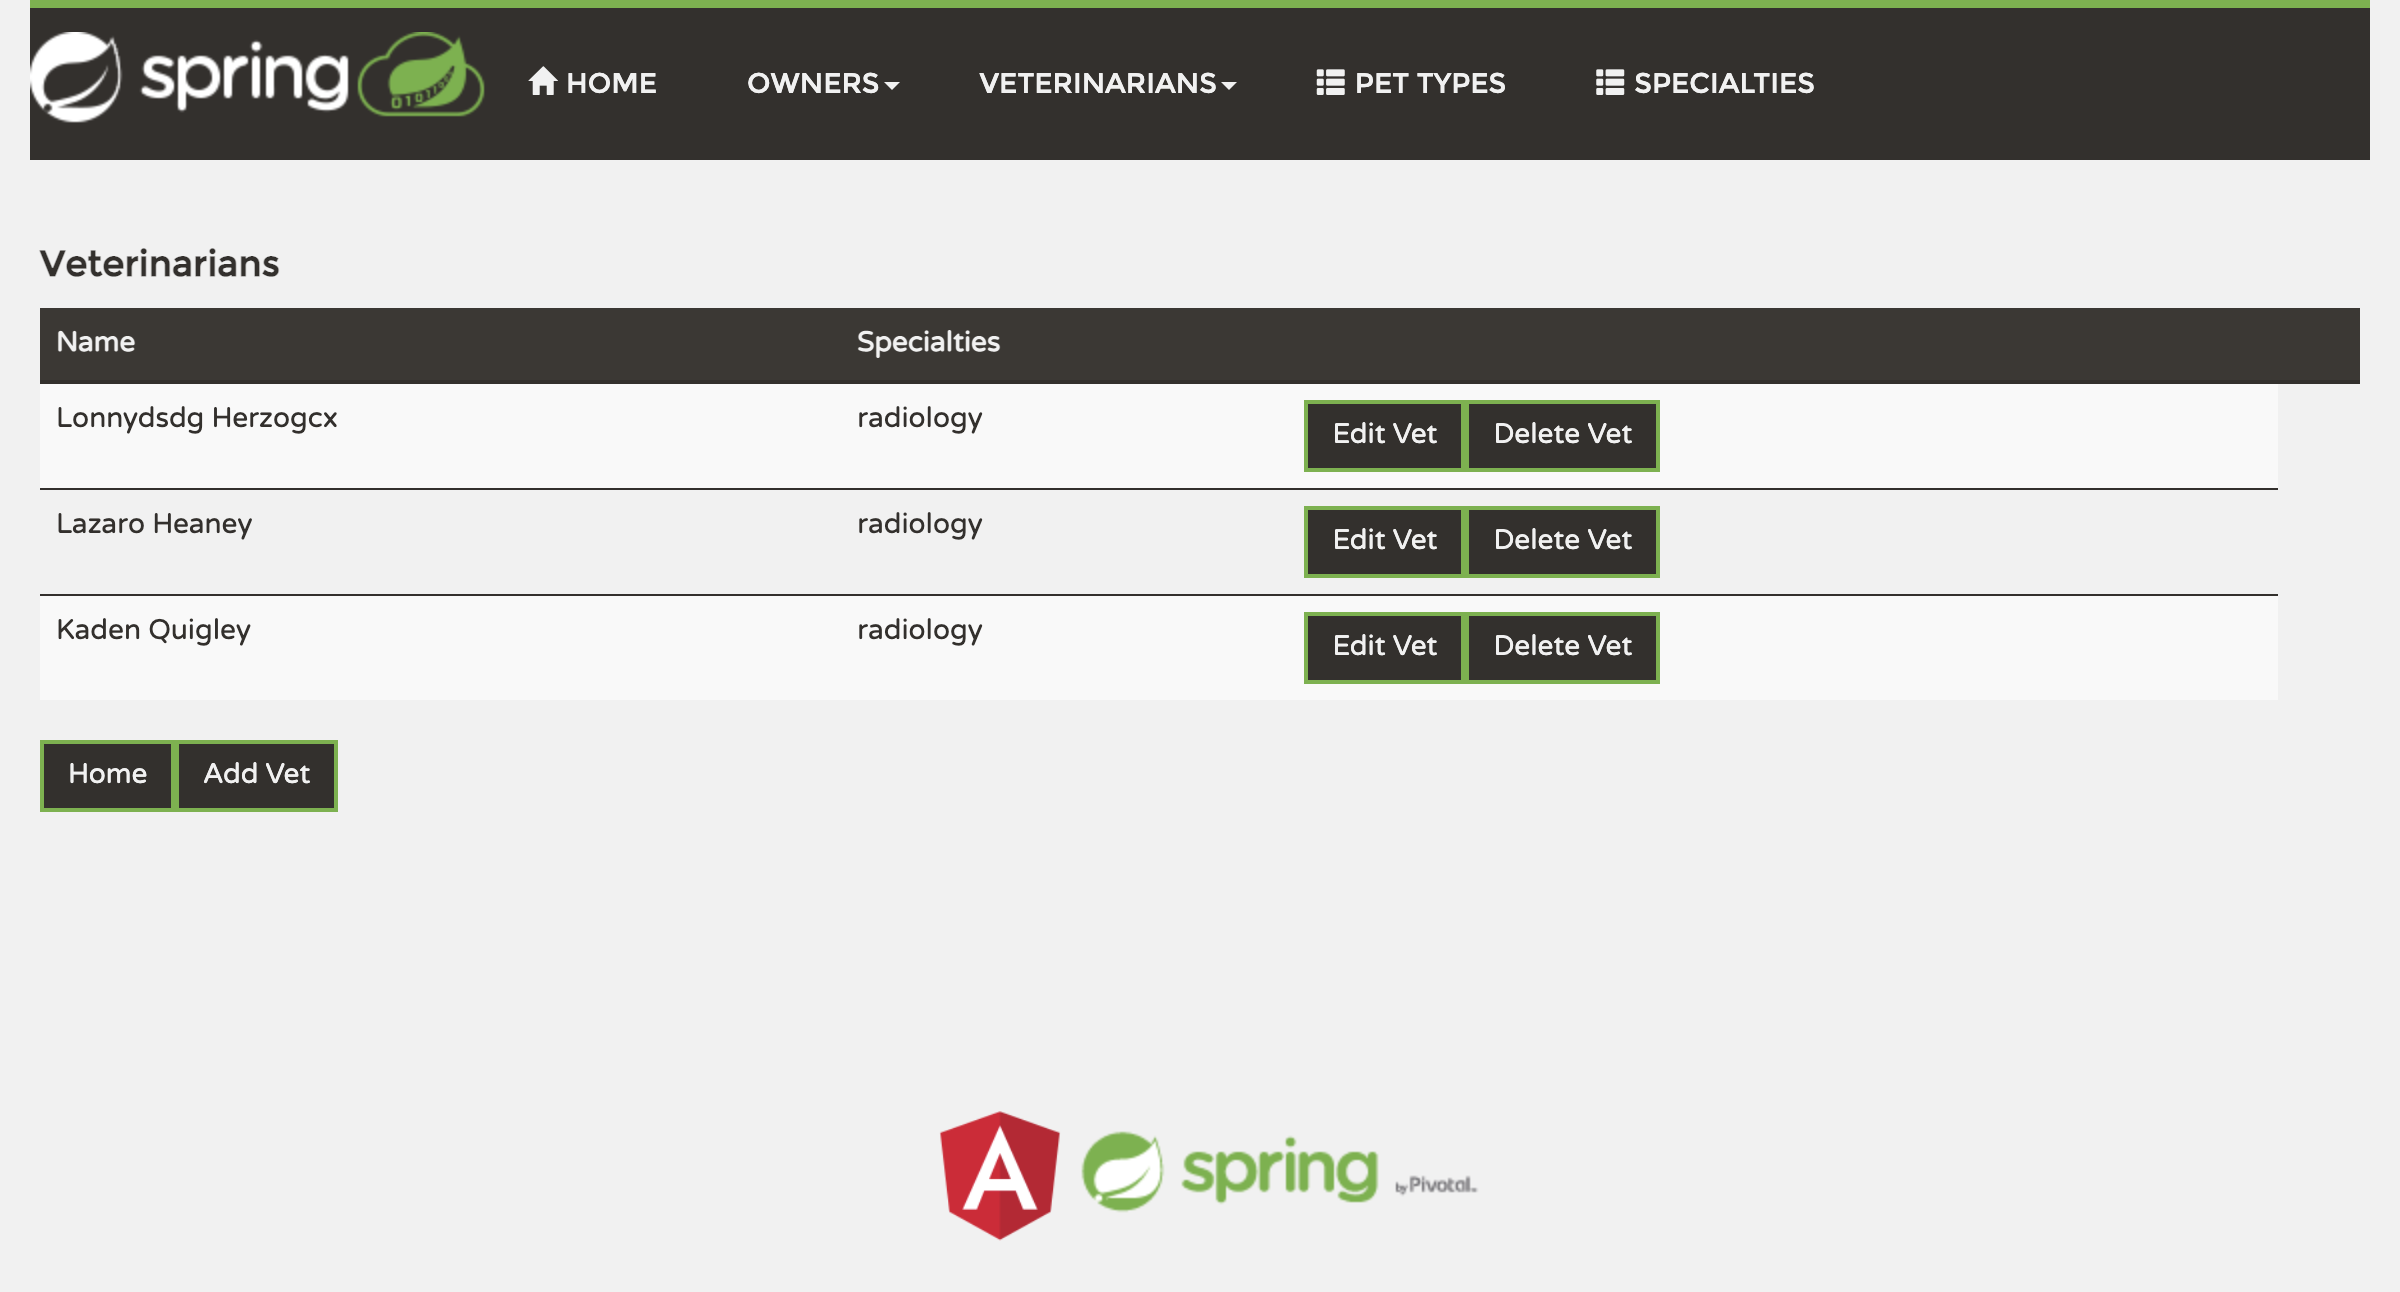 spring HOME OWNERS VETERINARIANS PET TYPES SPECIALTIES
Veterinarians
Name Specialties
Lonnydsdg Herzogcx radiology Edit Vet Delete Vet
Lazaro Heaney radiology Edit Vet Delete Vet
Kaden Quigley radiology Edit Vet Delete Vet
Home Add Vet
A spring by Pivotal